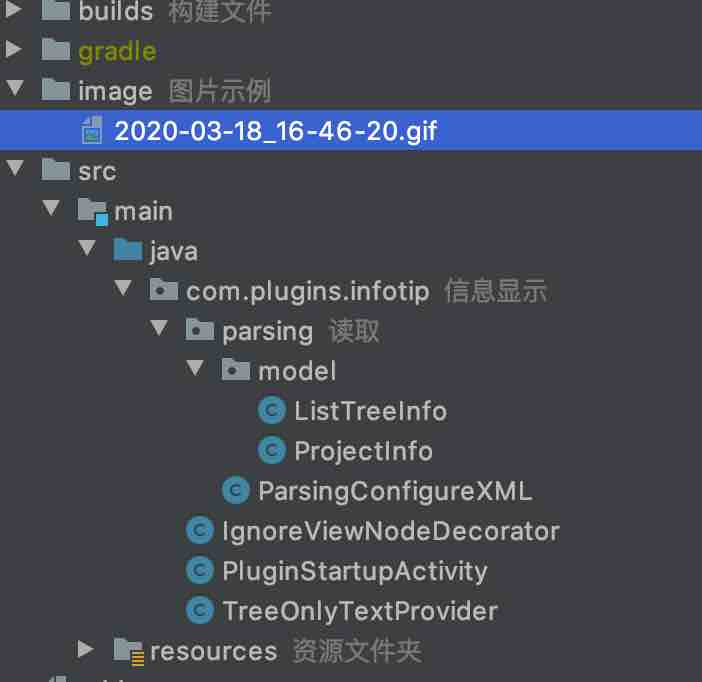 builds 构建文件
gradle
image 图片示例
2020-03-18_16-46-20.gif
src
main
java
com.plugins.infotip 信息显示
parsing 读取
model
C ListTreeInfo
C ProjectInfo
C ParsingConfigureXML
C IgnoreViewNodeDecorator
C PluginStartupActivity
C TreeOnlyTextProvider
resources 资源文件夹